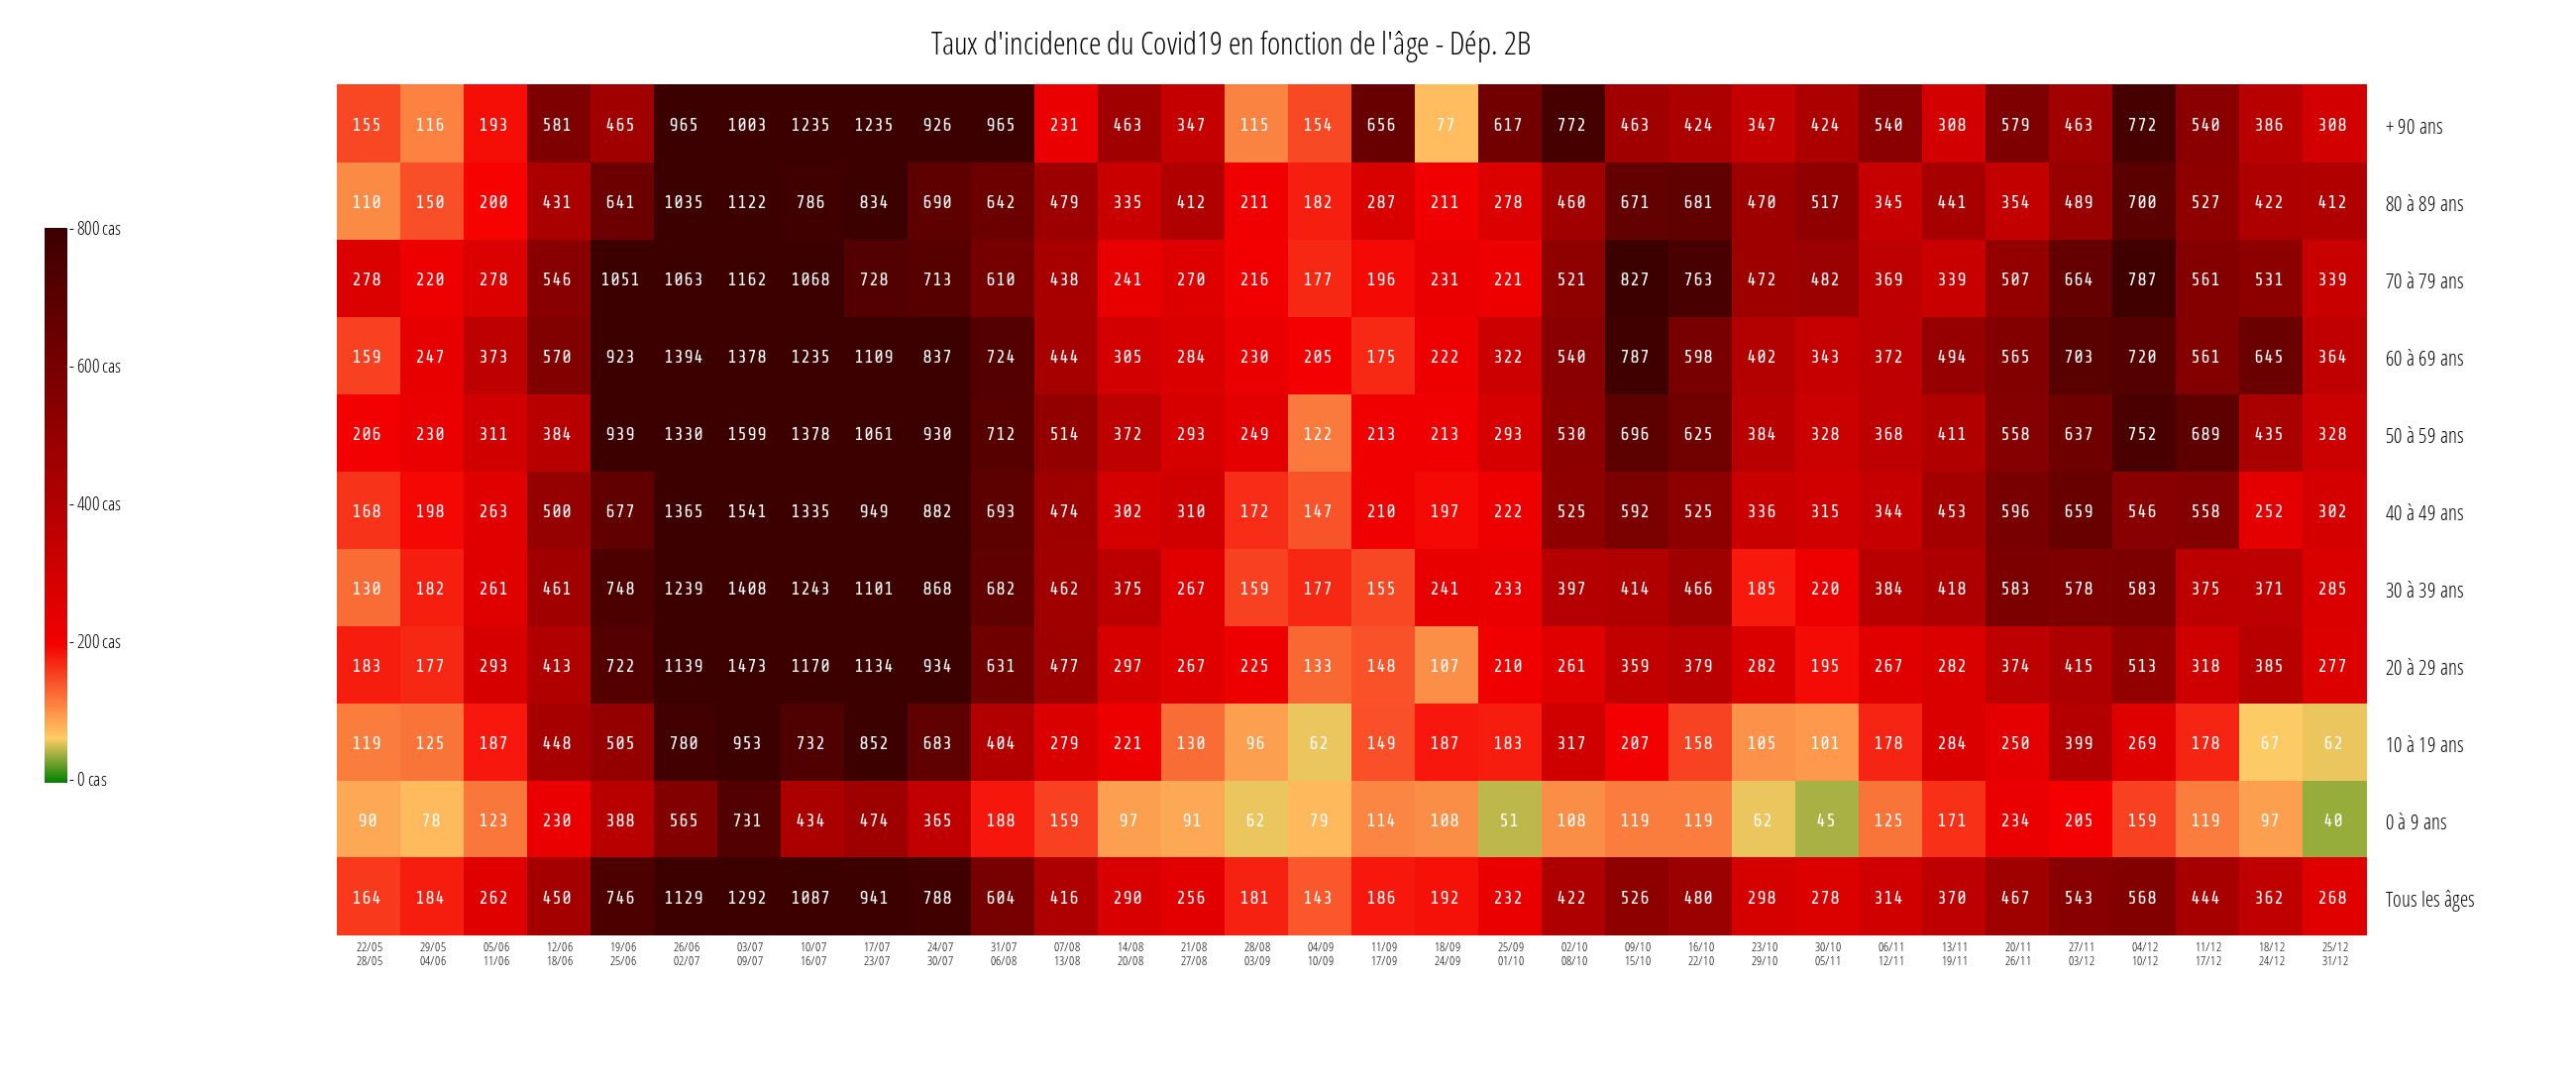 Taux d'incidence du Covid19 en fonction de l'âge - Dép. 2B
155 116 193 581 465 965 1003 1235 1235 926 965 231 463 347 115 154 656 77 617 772 463 424 347 424 540 308 579 463 772 540 386 308 + 90 ans
110 150 200 431 641 1035 1122 786 834 690 642 479 335 412 211 182 287 211 278 460 671 681 470 517 345 441 354 489 700 527 422 412 80 à 89 ans
- 800 cas
278 220 278 546 1051 1063 1162 1068 728 713 610 438 241 270 216 177 196 231 221 521 827 763 472 482 369 339 507 664 787 561 531 339 70 à 79 ans
159 247 373 570 923 1394 1378 1235 1109 837 724 444 305 284 230 205 175 222 322 540 787 598 402 343 372 494 565 703 720 561 645 364 60 à 69 ans
- 600 cas
206 230 311 384 939 1330 1599 1378 1061 930 712 514 372 293 249 122 213 213 293 530 696 625 384 328 368 411 558 637 752 689 435 328 50 à 59 ans
- 400 cas
168 198 263 500 677 1365 1541 1335 949 882 693 474 302 310 172 147 210 197 222 525 592 525 336 315 344 453 596 659 546 558 252 302 40 à 49 ans
130 182 261 461 748 1239 1408 1243 1101 868 682 462 375 267 159 177 155 241 233 397 414 466 185 220 384 418 583 578 583 375 371 285 30 à 39 ans
- 200 cas
183 177 293 413 722 1139 1473 1170 1134 934 631 477 297 267 225 133 148 107 210 261 359 379 282 195 267 282 374 415 513 318 385 277 20 à 29 ans
119 125 187 448 505 780 953 732 852 683 404 279 221 130 96 62 149 187 183 317 207 158 105 101 178 284 250 399 269 178 67 62 10 à 19 ans
- 0 cas
90 78 123 230 388 565 731 434 474 365 188 159 97 91 62 79 114 108 51 108 119 119 62 45 125 171 234 205 159 119 97 40 0 à 9 ans
164 184 262 450 746 1129 1292 1087 941 788 604 416 290 256 181 143 186 192 232 422 526 480 298 278 314 370 467 543 568 444 362 268 Tous les âges
22/05 29/05 05/06 12/06 19/06 26/06 03/07 10/07 17/07 24/07 31/07 07/08 14/08 21/08 28/08 04/09 11/09 18/09 25/09 02/10 09/10 16/10 23/10 30/10 06/11 13/11 20/11 27/11 04/12 11/12 18/12 25/12
28/05 04/06 11/06 18/06 25/06 02/07 09/07 16/07 23/07 30/07 06/08 13/08 20/08 27/08 03/09 10/09 17/09 24/09 01/10 08/10 15/10 22/10 29/10 05/11 12/11 19/11 26/11 03/12 10/12 17/12 24/12 31/12